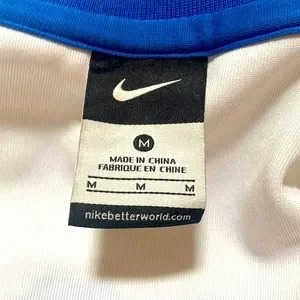 M
MADE IN CHINA
FABRIQUE EN CHINE
M M M
nikebetterworld.com